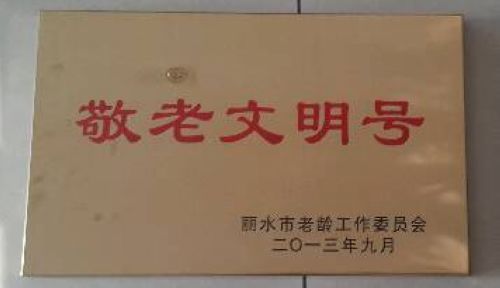 敬老文明号
丽水市老龄工作委员会
二〇一三年九月